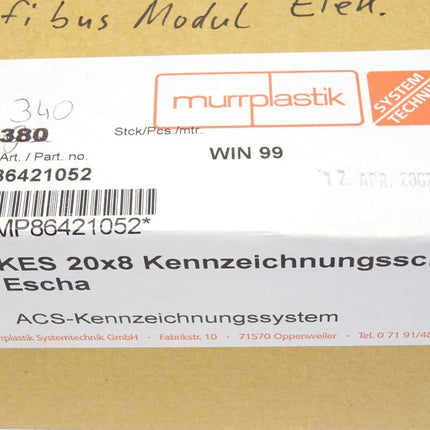 fibus Modul Elek.
340
380
Stck/Pcs./mtr.
murrplastik
SYSTEM
TECHNIK
Art. / Part. no.
WIN 99
86421052
12. APR. 2007
MP86421052*
KES 20x8 Kennzeichnungssc
Escha
ACS-Kennzeichnungssystem
rplastik Systemtechnik GmbH • Fabrikstr. 10 • 71570 Oppenweiler • Tel. 0 71 91/48